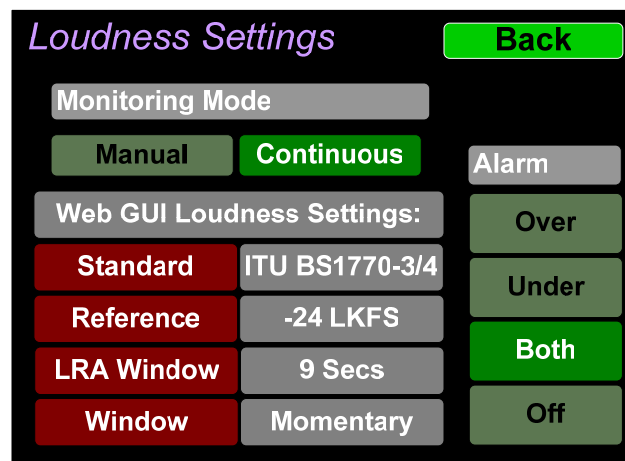 Loudness Settings
Back
Monitoring Mode
Manual
Continuous
Alarm
Web GUI Loudness Settings:
Over
Standard
ITU BS1770-3/4
Under
Reference
-24 LKFS
Both
LRA Window
9 Secs
Window
Momentary
Off